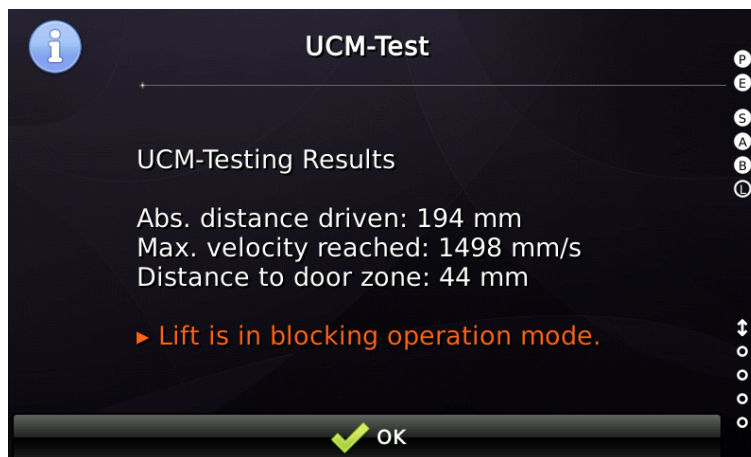 UCM-Test
UCM-Testing Results
Abs. distance driven: 194 mm
Max. velocity reached: 1498 mm/s
Distance to door zone: 44 mm
▸ Lift is in blocking operation mode.
OK
P
E
S
A
B
L